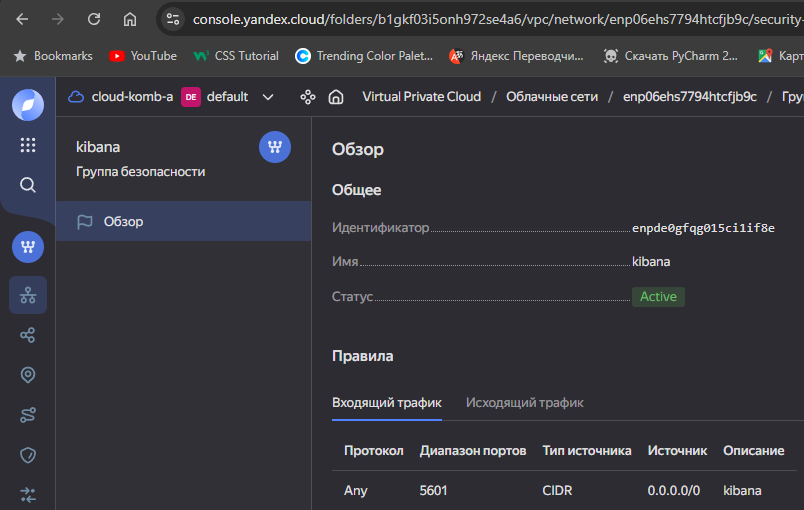 console.yandex.cloud/folders/b1gkf03i5onh972se4a6/vpc/network/enp06ehs7794htcfjb9c/security-
Bookmarks YouTube CSS Tutorial Trending Color Palet... Яндекс Переводчи... Скачать PyCharm 2... Карт
cloud-komb-a DE default Virtual Private Cloud / Облачные сети / enp06ehs7794htcfjb9c / Гру
kibana
Группа безопасности
Обзор
Обзор
Общее
Идентификатор enpde0gfqg015ci1if8e
Имя kibana
Статус Active
Правила
Входящий трафик Исходящий трафик
Протокол Диапазон портов Тип источника Источник Описание
Any 5601 CIDR 0.0.0.0/0 kibana